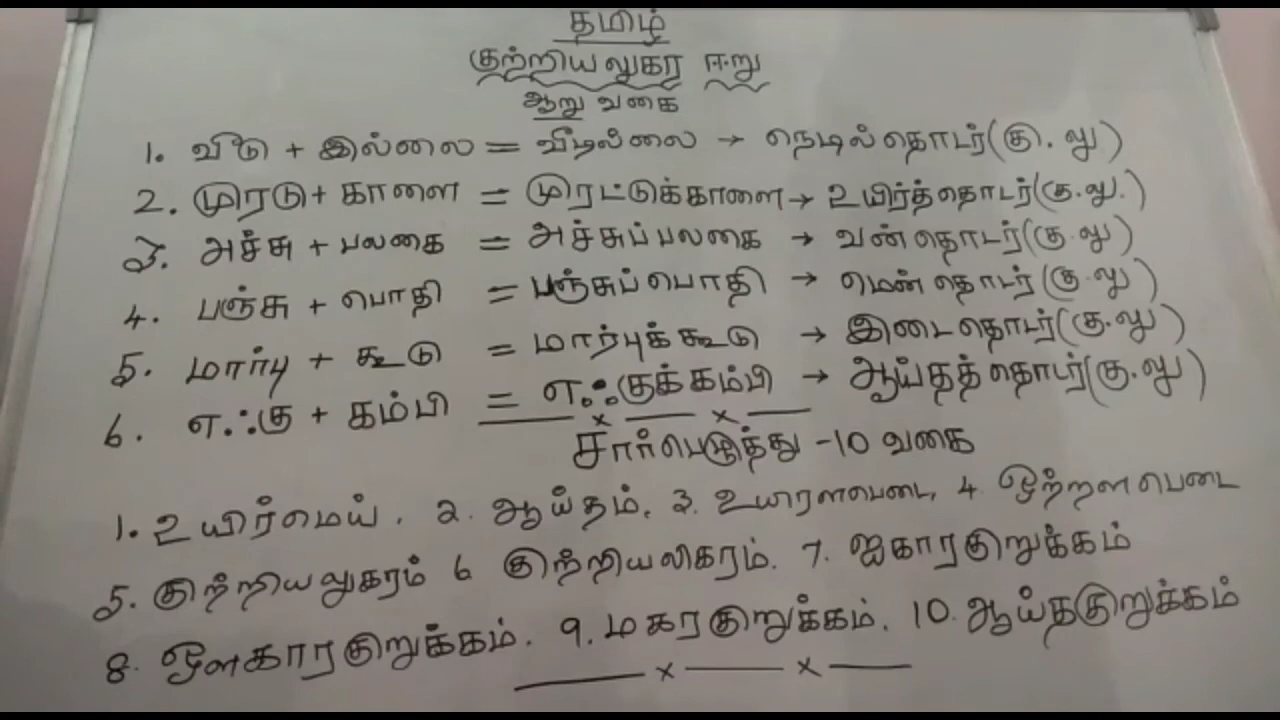 தமிழ்
குற்றியலுகர ஈறு
ஆறு வகை
1. வீடு + இல்லை = வீடில்லை → நெடில்தொடர்(கு. லு)
2. முரடு + காளை = முரட்டுக்காளை → உயிர்த்தொடர்(கு.லு.)
3. அச்சு + பலகை = அச்சுப்பலகை → வன்தொடர்(கு.லு)
4. பஞ்சு + பொதி = பஞ்சுப்பொதி → மென்தொடர்(கு.லு)
5. மார்பு + கூடு = மார்புக்கூடு → இடைதொடர்(கு.லு)
6. எஃகு + கம்பி = எஃகுக்கம்பி → ஆய்தத்தொடர்(கு.லு)
சார்பெழுத்து -10 வகை
1. உயிர்மெய். 2. ஆய்தம். 3. உயிரளபெடை. 4. ஒற்றளபெடை
5. குற்றியலுகரம் 6. குற்றியலிகரம். 7. ஐகாரகுறுக்கம்
8. ஔகாரகுறுக்கம். 9. மகரகுறுக்கம். 10. ஆய்தகுறுக்கம்